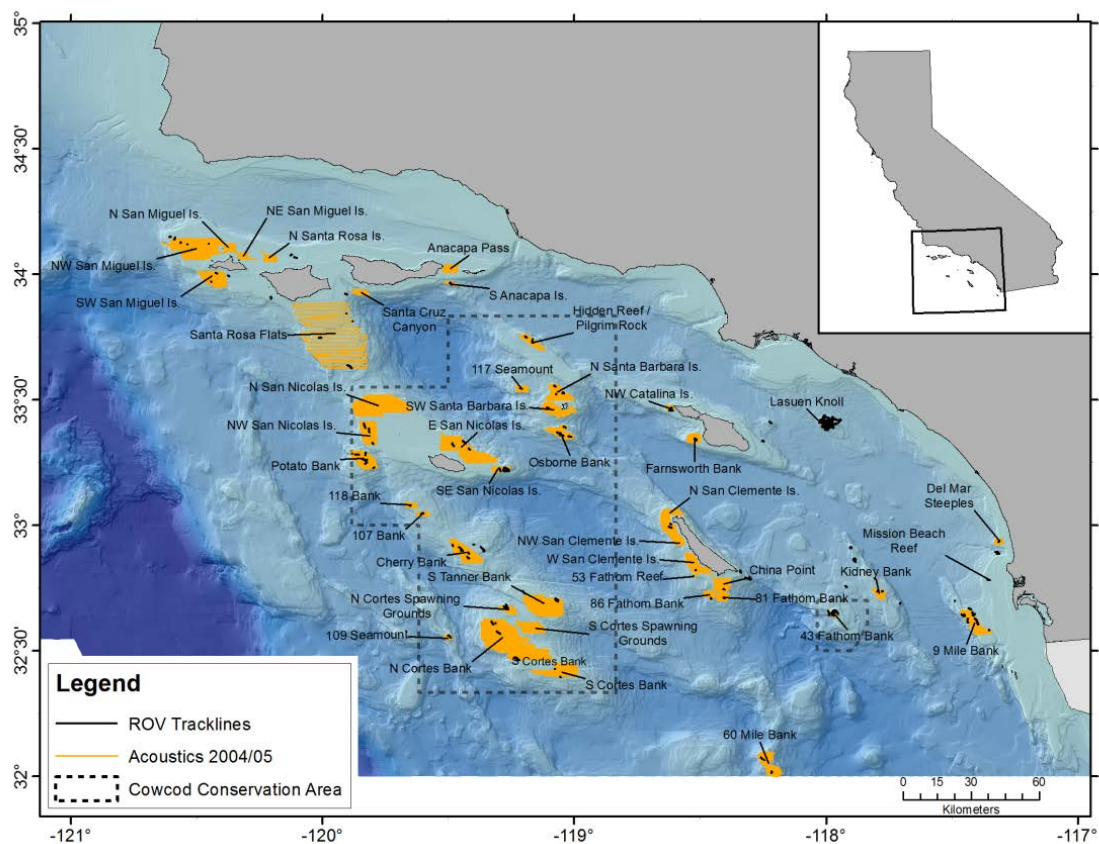 35°
34°30'
34°
33°30'
33°
32°30'
32°
N San Miguel Is.
NE San Miguel Is.
N Santa Rosa Is.
Anacapa Pass
NW San Miguel Is.
S Anacapa Is.
SW San Miguel Is.
Santa Cruz
Canyon
Hidden Reef /
Pilgrim Rock
Santa Rosa Flats
117 Seamount
N Santa Barbara Is.
N San Nicolas Is.
SW Santa Barbara Is.
NW Catalina Is.
Lasuen Knoll
NW San Nicolas Is.
E San Nicolas Is.
Potato Bank
Osborne Bank
Farnsworth Bank
SE San Nicolas Is.
N San Clemente Is.
Del Mar
Steeples
118 Bank
107 Bank
Mission Beach
Reef
NW San Clemente Is.
Cherry Bank
W San Clemente Is.
China Point
Kidney Bank
S Tanner Bank
53 Fathom Reef
N Cortes Spawning
Grounds
86 Fathom Bank
81 Fathom Bank
109 Seamount
S Cortes Spawning
Grounds
43 Fathom Bank
9 Mile Bank
N Cortes Bank
S Cortes Bank
S Cortes Bank
60 Mile Bank
Legend
ROV Tracklines
Acoustics 2004/05
Cowcod Conservation Area
0 15 30 45 60
Kilometers
-121° -120° -119° -118° -117°